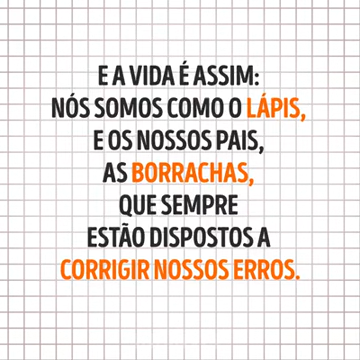 E A VIDA É ASSIM:
NÓS SOMOS COMO O LÁPIS,
E OS NOSSOS PAIS,
AS BORRACHAS,
QUE SEMPRE
ESTÃO DISPOSTOS A
CORRIGIR NOSSOS ERROS.